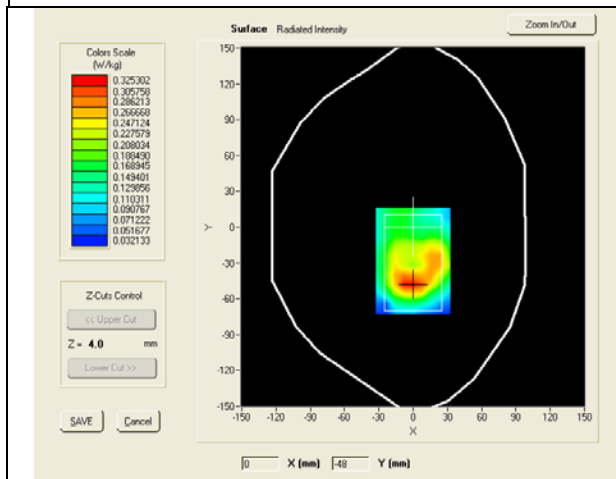 Surface Radiated Intensity
Zoom In/Out
Colors Scale
(W/kg)
0.325302
0.305758
0.286213
0.266668
0.247124
0.227579
0.208034
0.188490
0.168945
0.149401
0.129856
0.110311
0.090767
0.071222
0.051677
0.032133
Z-Cuts Control
<< Upper Cut
Z = 4.0 mm
Lower Cut >>
SAVE Cancel
150
120
90
60
30
0
-30
-60
-90
-120
-150
Y
-150 -120 -90 -60 -30 0 30 60 90 120 150
X
0 X (mm) -48 Y (mm)